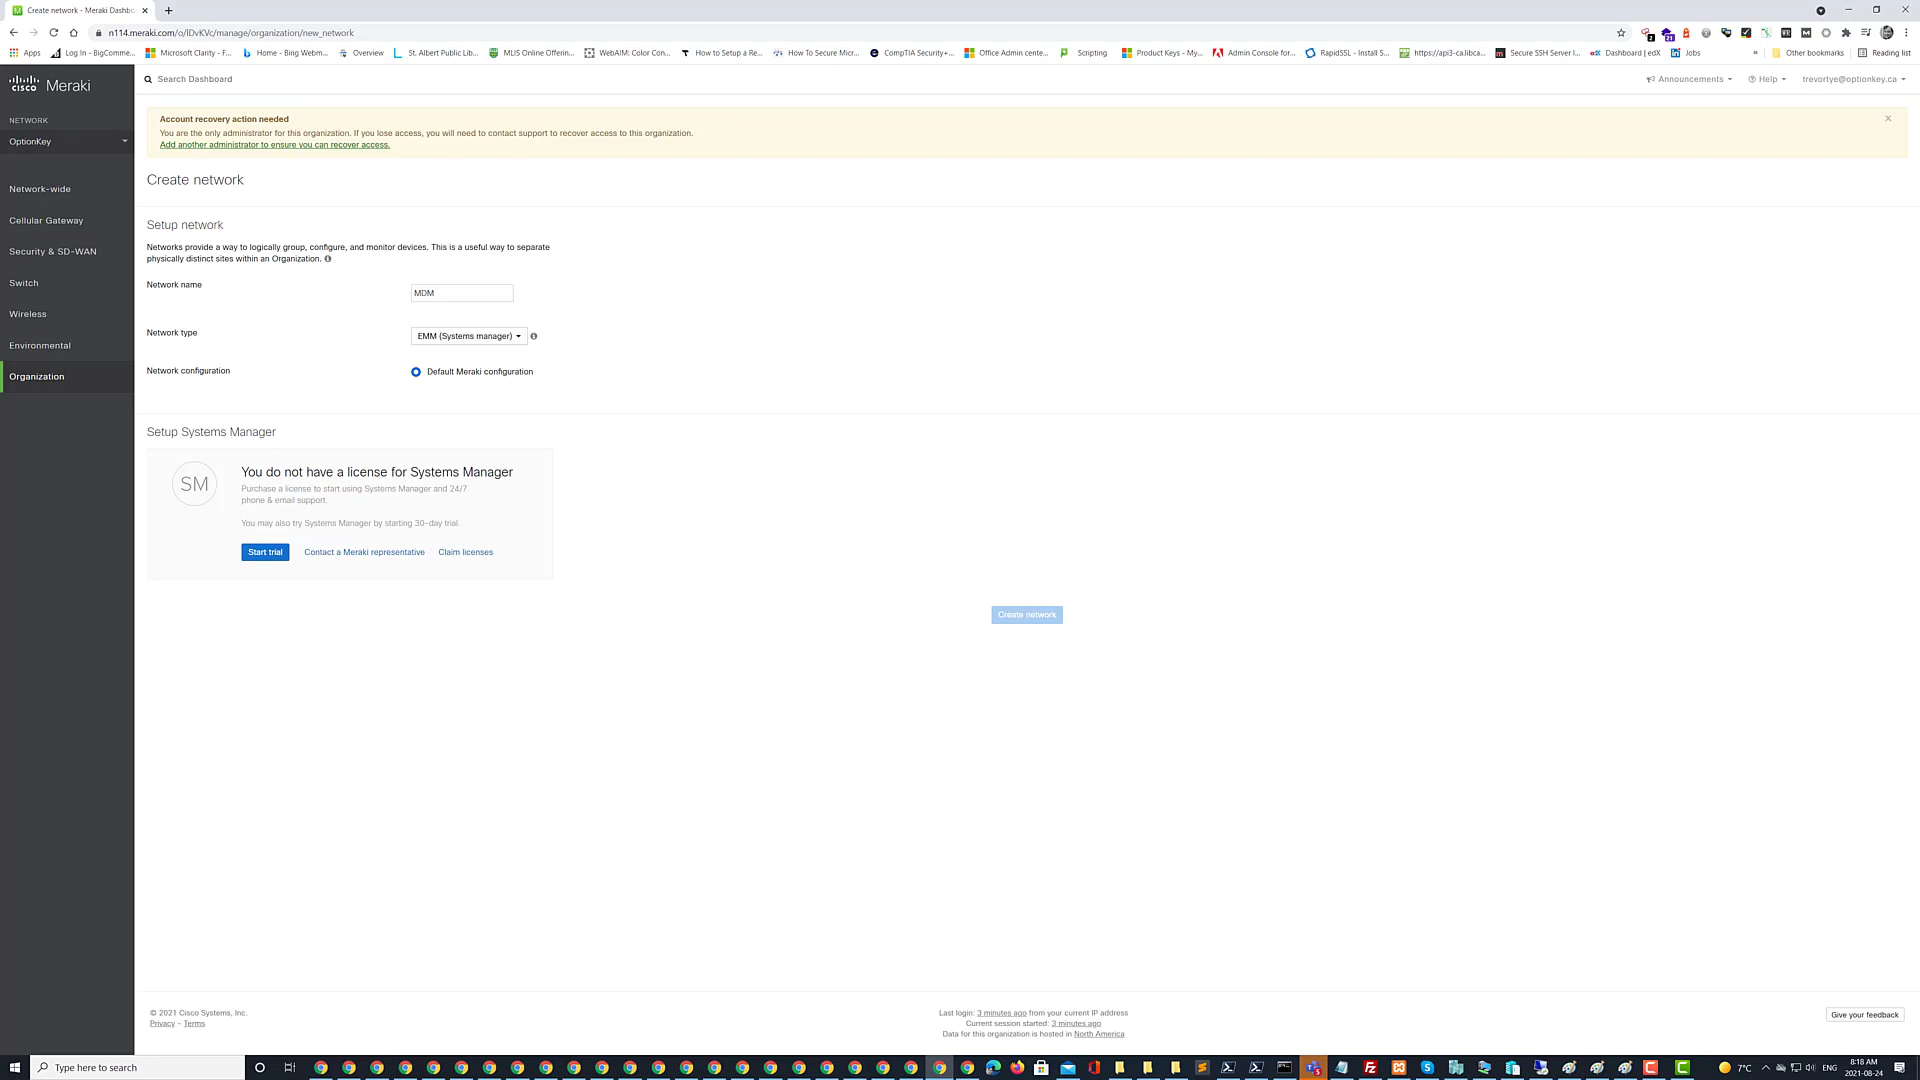 Create network - Meraki Dashbo
n114.meraki.com/o/IDvKVc/manage/organization/new_network
Apps
Log In - BigComme...
Microsoft Clarity - F...
Home - Bing Webm...
Overview
St. Albert Public Lib...
MLIS Online Offerin...
WebAIM: Color Con...
How to Setup a Re...
How To Secure Micr...
CompTIA Security+...
Office Admin cente...
Scripting
Product Keys - My...
Admin Console for...
RapidSSL - Install S...
https://api3-ca.libca...
Secure SSH Server I...
Dashboard | edX
Jobs
»
Other bookmarks
Reading list
CISCO Meraki
Search Dashboard
Announcements
Help
trevortye@optionkey.ca
NETWORK
OptionKey
Network-wide
Cellular Gateway
Security & SD-WAN
Switch
Wireless
Environmental
Organization
Account recovery action needed
You are the only administrator for this organization. If you lose access, you will need to contact support to recover access to this organization.
Add another administrator to ensure you can recover access.
Create network
Setup network
Networks provide a way to logically group, configure, and monitor devices. This is a useful way to separate
physically distinct sites within an Organization.
Network name
MDM
Network type
EMM (Systems manager)
Network configuration
Default Meraki configuration
Setup Systems Manager
SM
You do not have a license for Systems Manager
Purchase a license to start using Systems Manager and 24/7
phone & email support.
You may also try Systems Manager by starting 30-day trial.
Start trial
Contact a Meraki representative
Claim licenses
Create network
© 2021 Cisco Systems, Inc.
Privacy - Terms
Last login: 3 minutes ago from your current IP address
Current session started: 3 minutes ago
Data for this organization is hosted in North America
Give your feedback
Type here to search
7°C
ENG
8:18 AM
2021-08-24